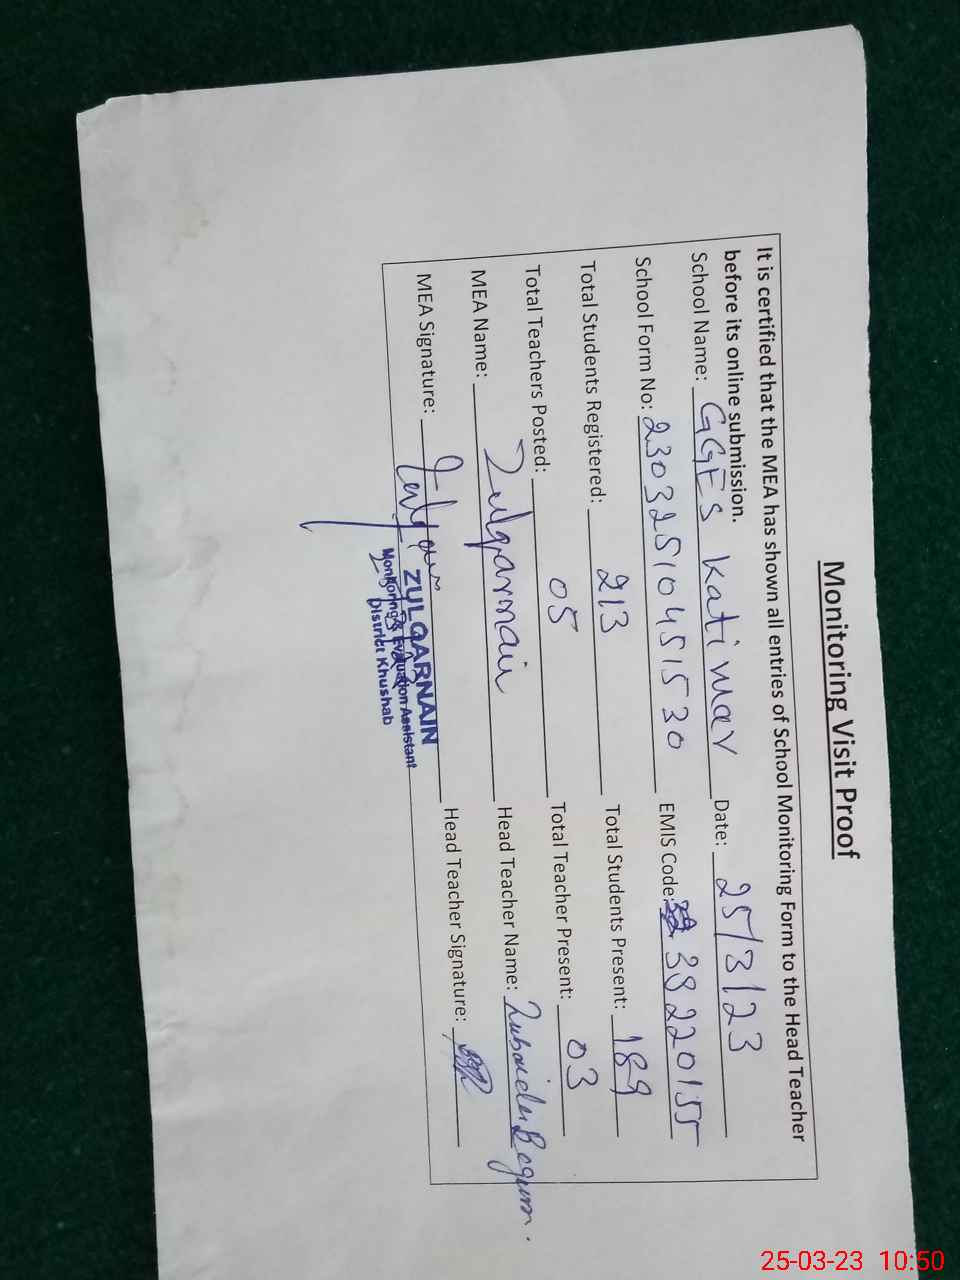 Monitoring Visit Proof
It is certified that the MEA has shown all entries of School Monitoring Form to the Head Teacher
before its online submission.
School Name: GGES Katimar Date: 25/3/23
School Form No: 23032510451530 EMIS Code: 38220155
Total Students Registered: 213 Total Students Present: 189
Total Teachers Posted: 05 Total Teacher Present: 03
MEA Name: Zulqarnain Head Teacher Name: Zubaida Begum.
MEA Signature: Head Teacher Signature:
ZULQARNAIN
Monitoring & Evaluation Assistant
District Khushab
25-03-23 10:50